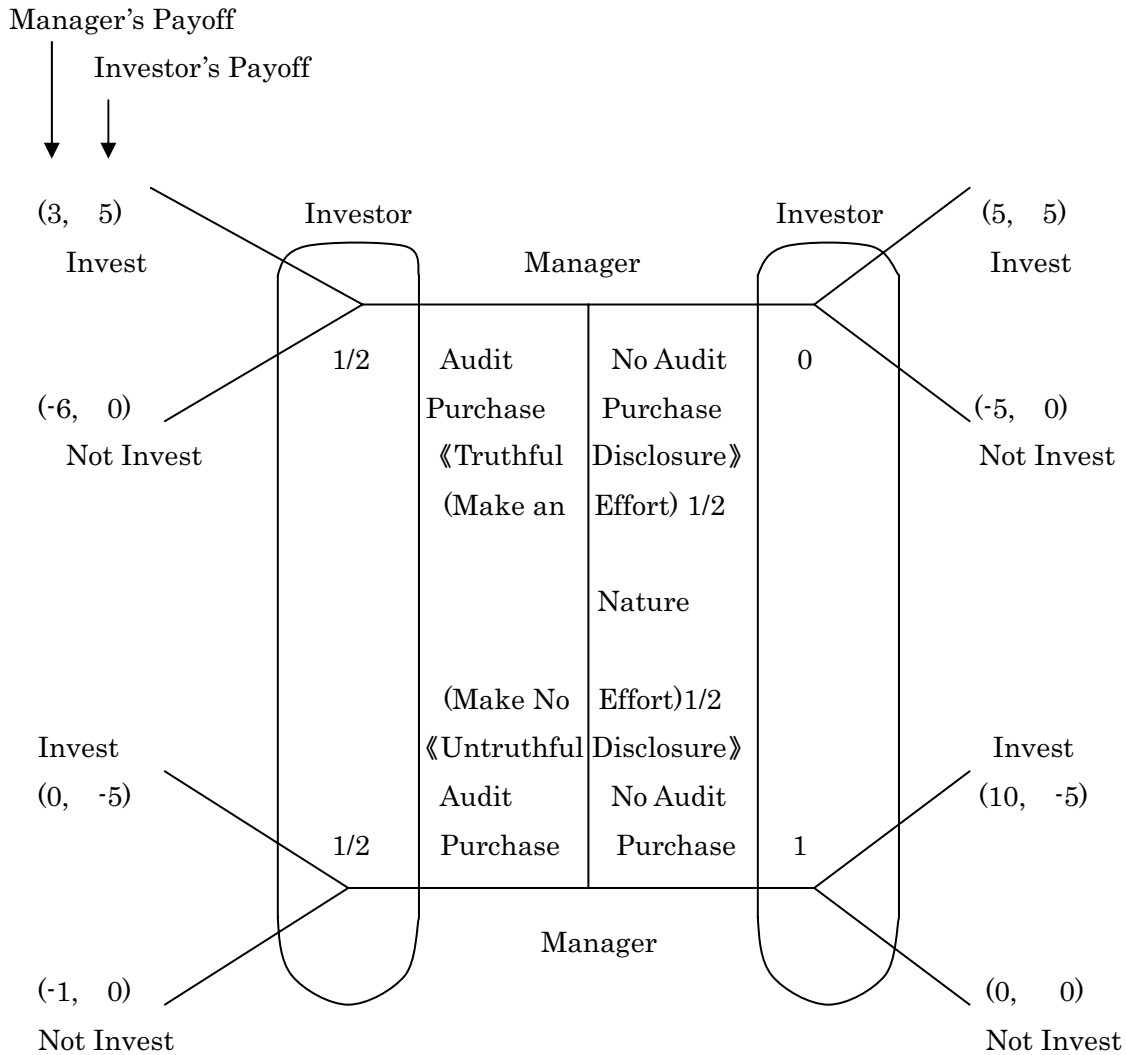 Manager’s Payoff
Investor’s Payoff
(3, 5)
Investor
Investor
(5, 5)
Invest
Manager
Invest
1/2
Audit
No Audit
0
(-6, 0)
Purchase
Purchase
(-5, 0)
Not Invest
《Truthful Disclosure》
Not Invest
(Make an Effort) 1/2
Nature
(Make No Effort)1/2
Invest
《Untruthful Disclosure》
Invest
(0, -5)
Audit
No Audit
(10, -5)
1/2
Purchase
Purchase
1
Manager
(-1, 0)
(0, 0)
Not Invest
Not Invest